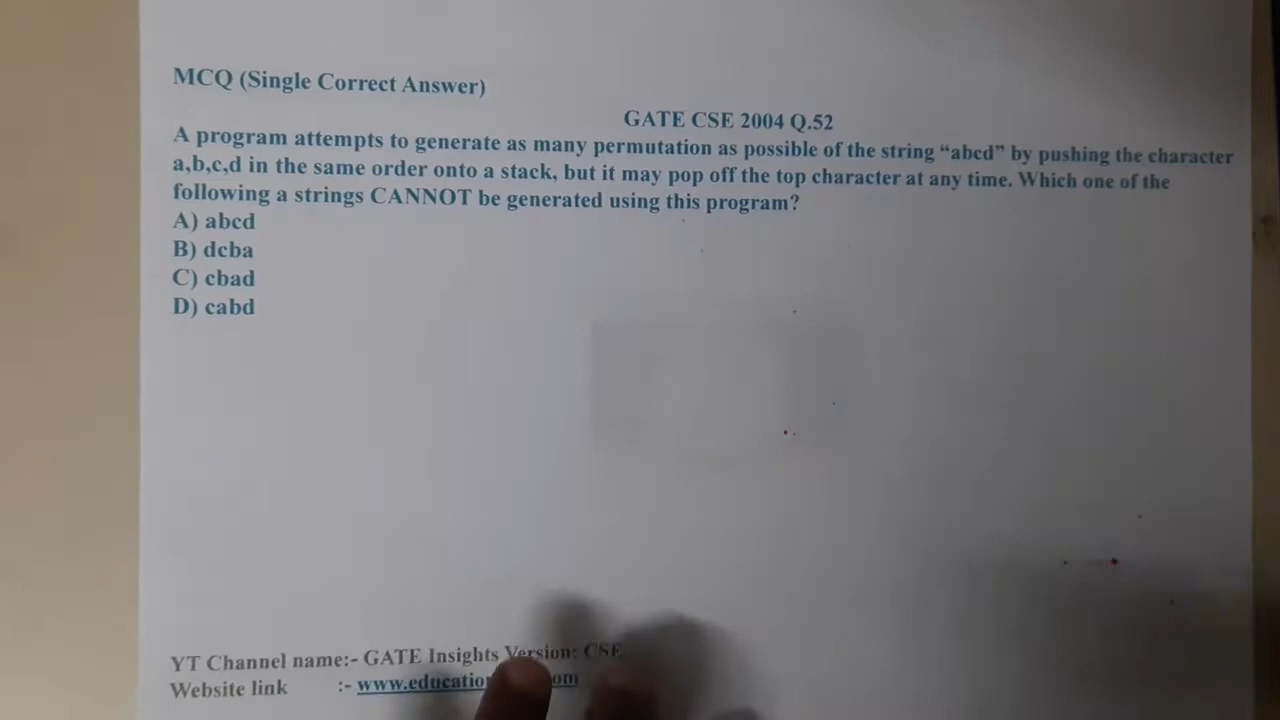 MCQ (Single Correct Answer)
GATE CSE 2004 Q.52
A program attempts to generate as many permutation as possible of the string “abcd” by pushing the character
a,b,c,d in the same order onto a stack, but it may pop off the top character at any time. Which one of the
following a strings CANNOT be generated using this program?
A) abcd
B) dcba
C) cbad
D) cabd
YT Channel name:- GATE Insights Version: CSE
Website link :-